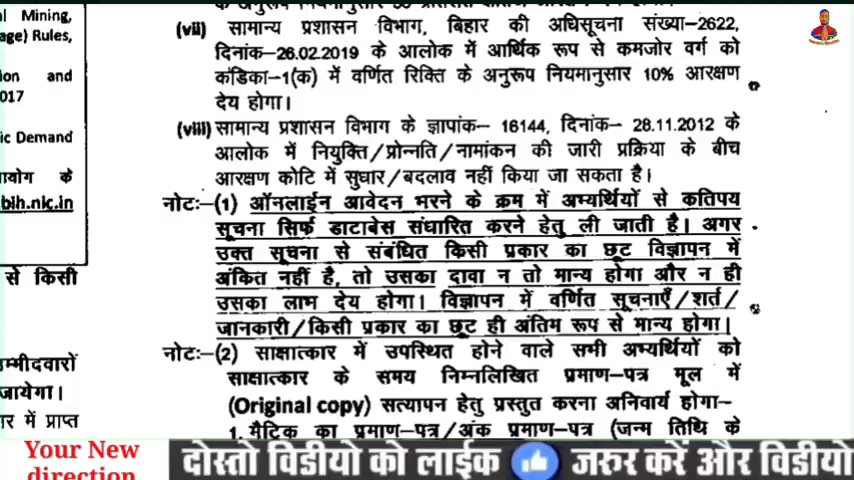 al Mining,
age) Rules,
ion and
017
ic Demand
ायोग के
bih.nic.in
से किसी
उम्मीदवारों
जायेगा।
ार में प्राप्त
(vii) सामान्य प्रशासन विभाग, बिहार की अधिसूचना संख्या-2622,
दिनांक-26.02.2019 के आलोक में आर्थिक रूप से कमजोर वर्ग को
कंडिका-1(क) में वर्णित रिक्ति के अनुरूप नियमानुसार 10% आरक्षण
देय होगा।
(viii) सामान्य प्रशासन विभाग के ज्ञापांक- 16144, दिनांक- 28.11.2012 के
आलोक में नियुक्ति/प्रोन्नति/नामांकन की जारी प्रक्रिया के बीच
आरक्षण कोटि में सुधार/बदलाव नहीं किया जा सकता है।
नोटः-(1) ऑनलाईन आवेदन भरने के क्रम में अभ्यर्थियों से कतिपय
सूचना सिर्फ डाटाबेस संधारित करने हेतु ली जाती है। अगर
उक्त सूचना से संबंधित किसी प्रकार का छूट विज्ञापन में
अंकित नहीं है, तो उसका दावा न तो मान्य होगा और न ही
उसका लाभ देय होगा। विज्ञापन में वर्णित सूचनाएँ/शर्त/
जानकारी/किसी प्रकार का छूट ही अंतिम रूप से मान्य होगा।
नोटः-(2) साक्षात्कार में उपस्थित होने वाले सभी अभ्यर्थियों को
साक्षात्कार के समय निम्नलिखित प्रमाण-पत्र मूल में
(Original copy) सत्यापन हेतु प्रस्तुत करना अनिवार्य होगा-
1. मैट्रिक का प्रमाण-पत्र/अंक प्रमाण-पत्र (जन्म तिथि के
Your New
direction
दोस्तो विडीयो को लाईक जरुर करें और विडीयो